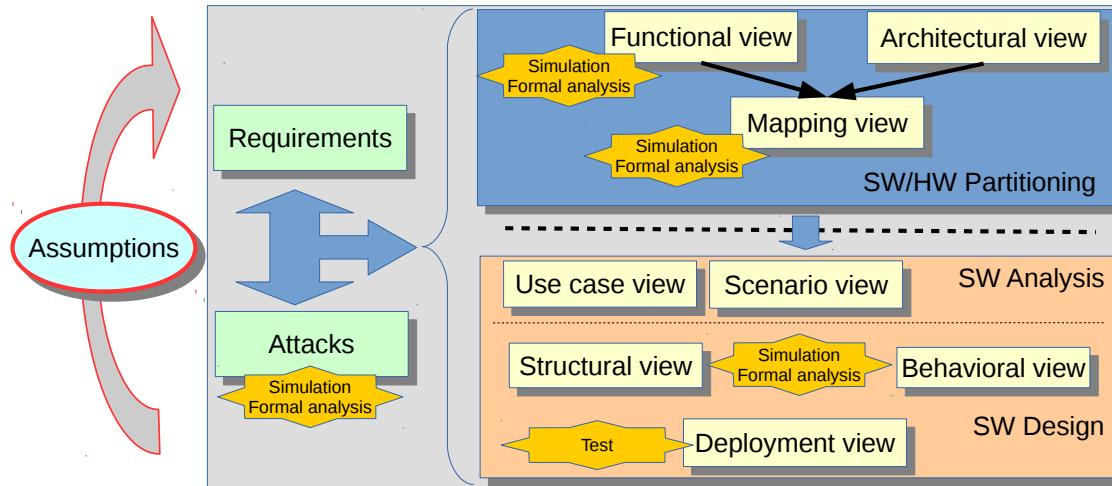 Functional view
Architectural view
Simulation
Formal analysis
Mapping view
Simulation
Formal analysis
SW/HW Partitioning
Requirements
Assumptions
Attacks
Simulation
Formal analysis
Use case view
Scenario view
SW Analysis
Structural view
Simulation
Formal analysis
Behavioral view
SW Design
Test
Deployment view